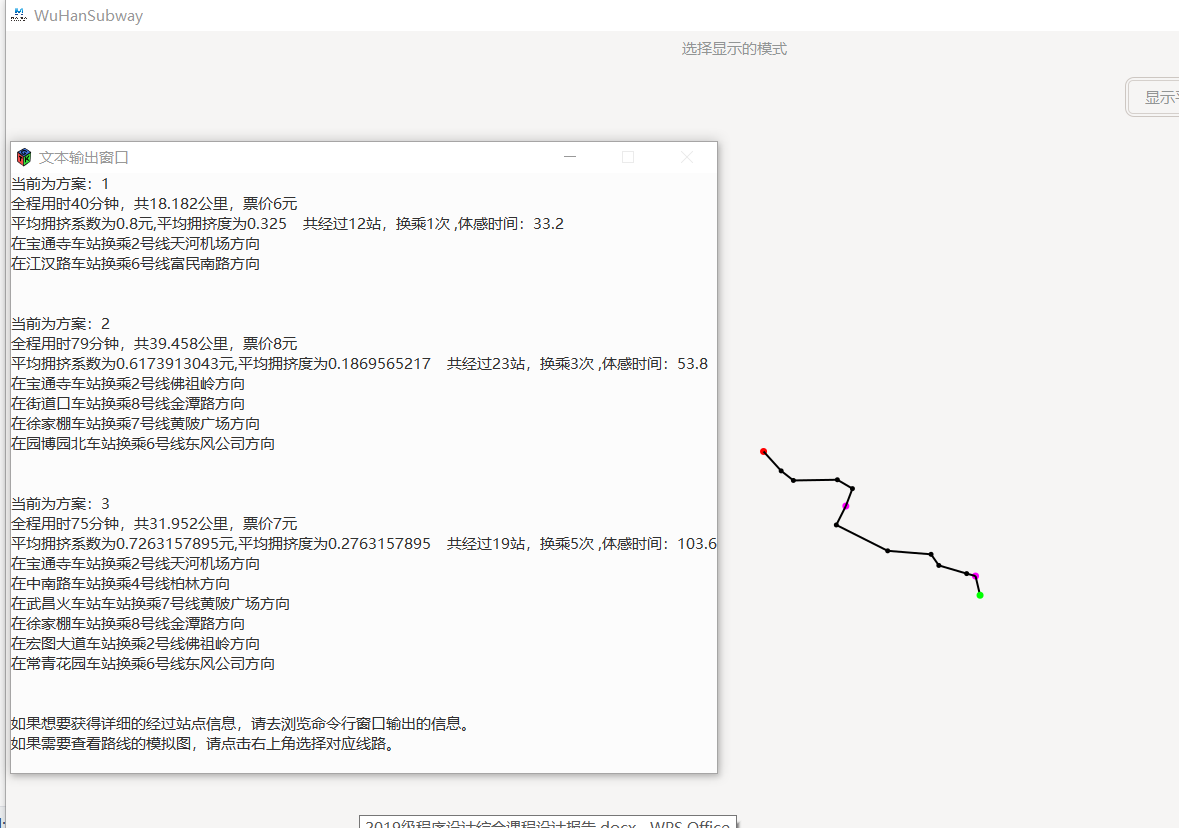 WuHanSubway
选择显示的模式
显示
文本输出窗口
当前为方案：1
全程用时40分钟，共18.182公里，票价6元
平均拥挤系数为0.8元,平均拥挤度为0.325    共经过12站，换乘1次 ,体感时间：33.2
在宝通寺车站换乘2号线天河机场方向
在江汉路车站换乘6号线富民南路方向
当前为方案：2
全程用时79分钟，共39.458公里，票价8元
平均拥挤系数为0.6173913043元,平均拥挤度为0.1869565217    共经过23站，换乘3次 ,体感时间：53.8
在宝通寺车站换乘2号线佛祖岭方向
在街道口车站换乘8号线金潭路方向
在徐家棚车站换乘7号线黄陂广场方向
在园博园北车站换乘6号线东风公司方向
当前为方案：3
全程用时75分钟，共31.952公里，票价7元
平均拥挤系数为0.7263157895元,平均拥挤度为0.2763157895    共经过19站，换乘5次 ,体感时间：103.6
在宝通寺车站换乘2号线天河机场方向
在中南路车站换乘4号线柏林方向
在武昌火车站车站换乘7号线黄陂广场方向
在徐家棚车站换乘8号线金潭路方向
在宏图大道车站换乘2号线佛祖岭方向
在常青花园车站换乘6号线东风公司方向
如果想要获得详细的经过站点信息，请去浏览命令行窗口输出的信息。
如果需要查看路线的模拟图，请点击右上角选择对应线路。
2019级程序设计综合课程设计报告.docx - WPS Office